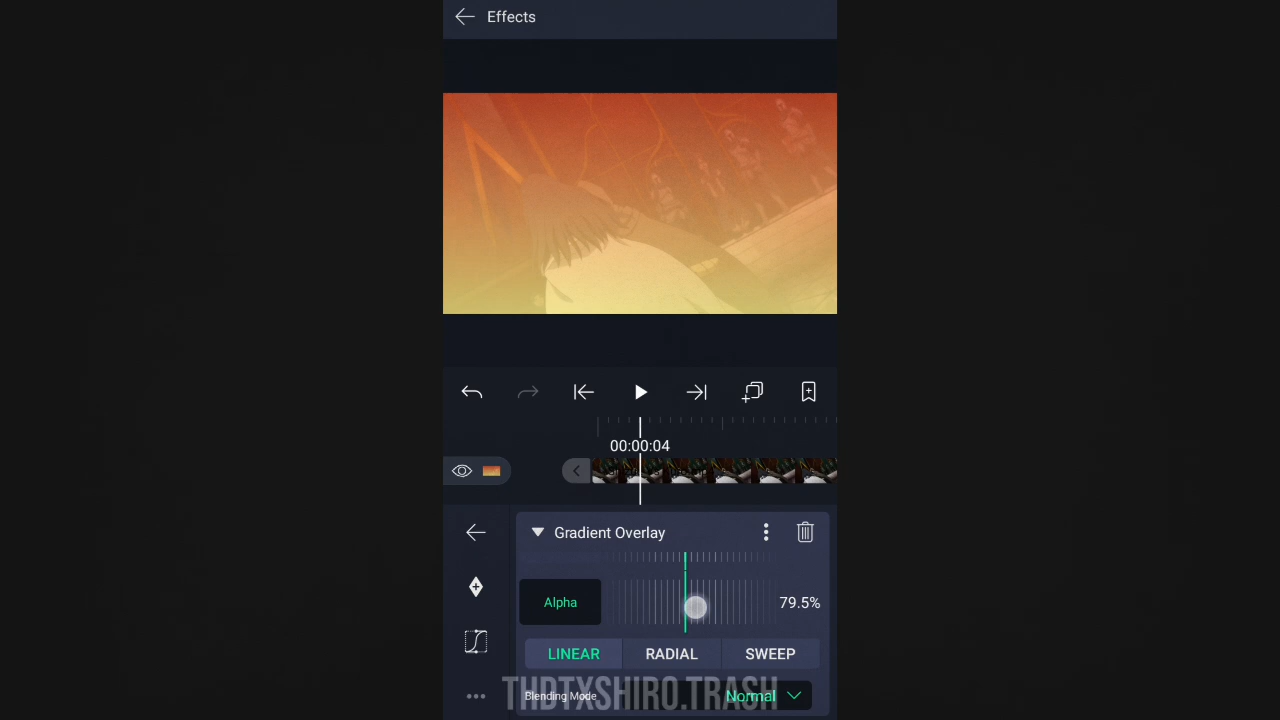 Effects
00:00:04
Gradient Overlay
Alpha
79.5%
LINEAR RADIAL SWEEP
Blending Mode Normal
THDTXSHIRO.TRASH